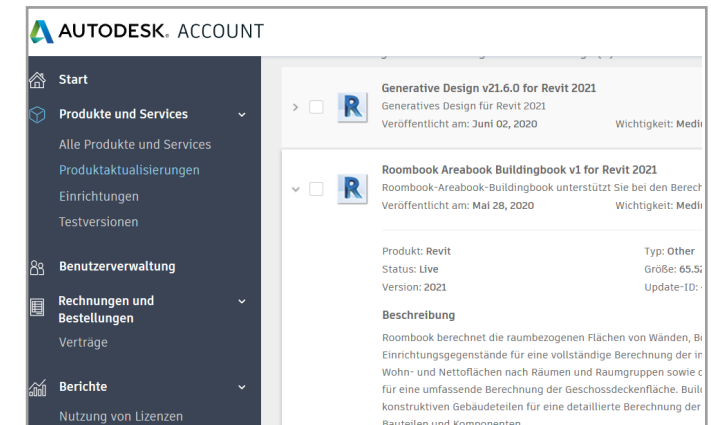 AUTODESK. ACCOUNT
Start
Produkte und Services
Alle Produkte und Services
Produktaktualisierungen
Einrichtungen
Testversionen
Benutzerverwaltung
Rechnungen und
Bestellungen
Verträge
Berichte
Nutzung von Lizenzen
Generative Design v21.6.0 for Revit 2021
Generatives Design für Revit 2021
Veröffentlicht am: Juni 02, 2020 Wichtigkeit:
Roombook Areabook Buildingbook v1 for Revit 2021
Roombook-Areabook-Buildingbook unterstützt Sie bei den
Veröffentlicht am: Mai 28, 2020 Wichtigkeit:
Produkt: Revit Typ: Other
Status: Live Größe:
Version: 2021 Update-ID:
Beschreibung
Roombook berechnet die raumbezogenen Flächen von Wänden,
Einrichtungsgegenstände für eine vollständige Berechnung der
Wohn- und Nettoflächen nach Räumen und Raumgruppen sowie
für eine umfassende Berechnung der Geschossdeckenfläche.
konstruktiven Gebäudeteilen für eine detaillierte Berechnung der
Bauteilen und Komponenten